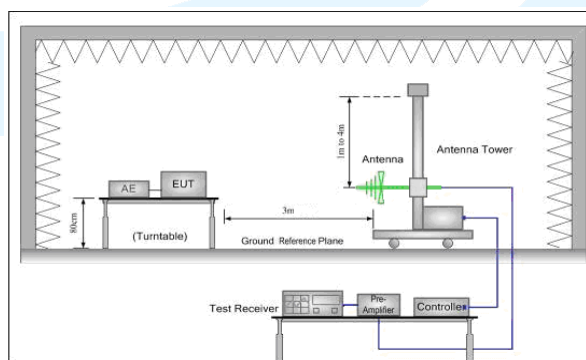 1m to 4m
Antenna
Antenna Tower
AE
EUT
80cm
(Turntable)
3m
Ground Reference Plane
Test Receiver
Pre-
Amplifier
Controller